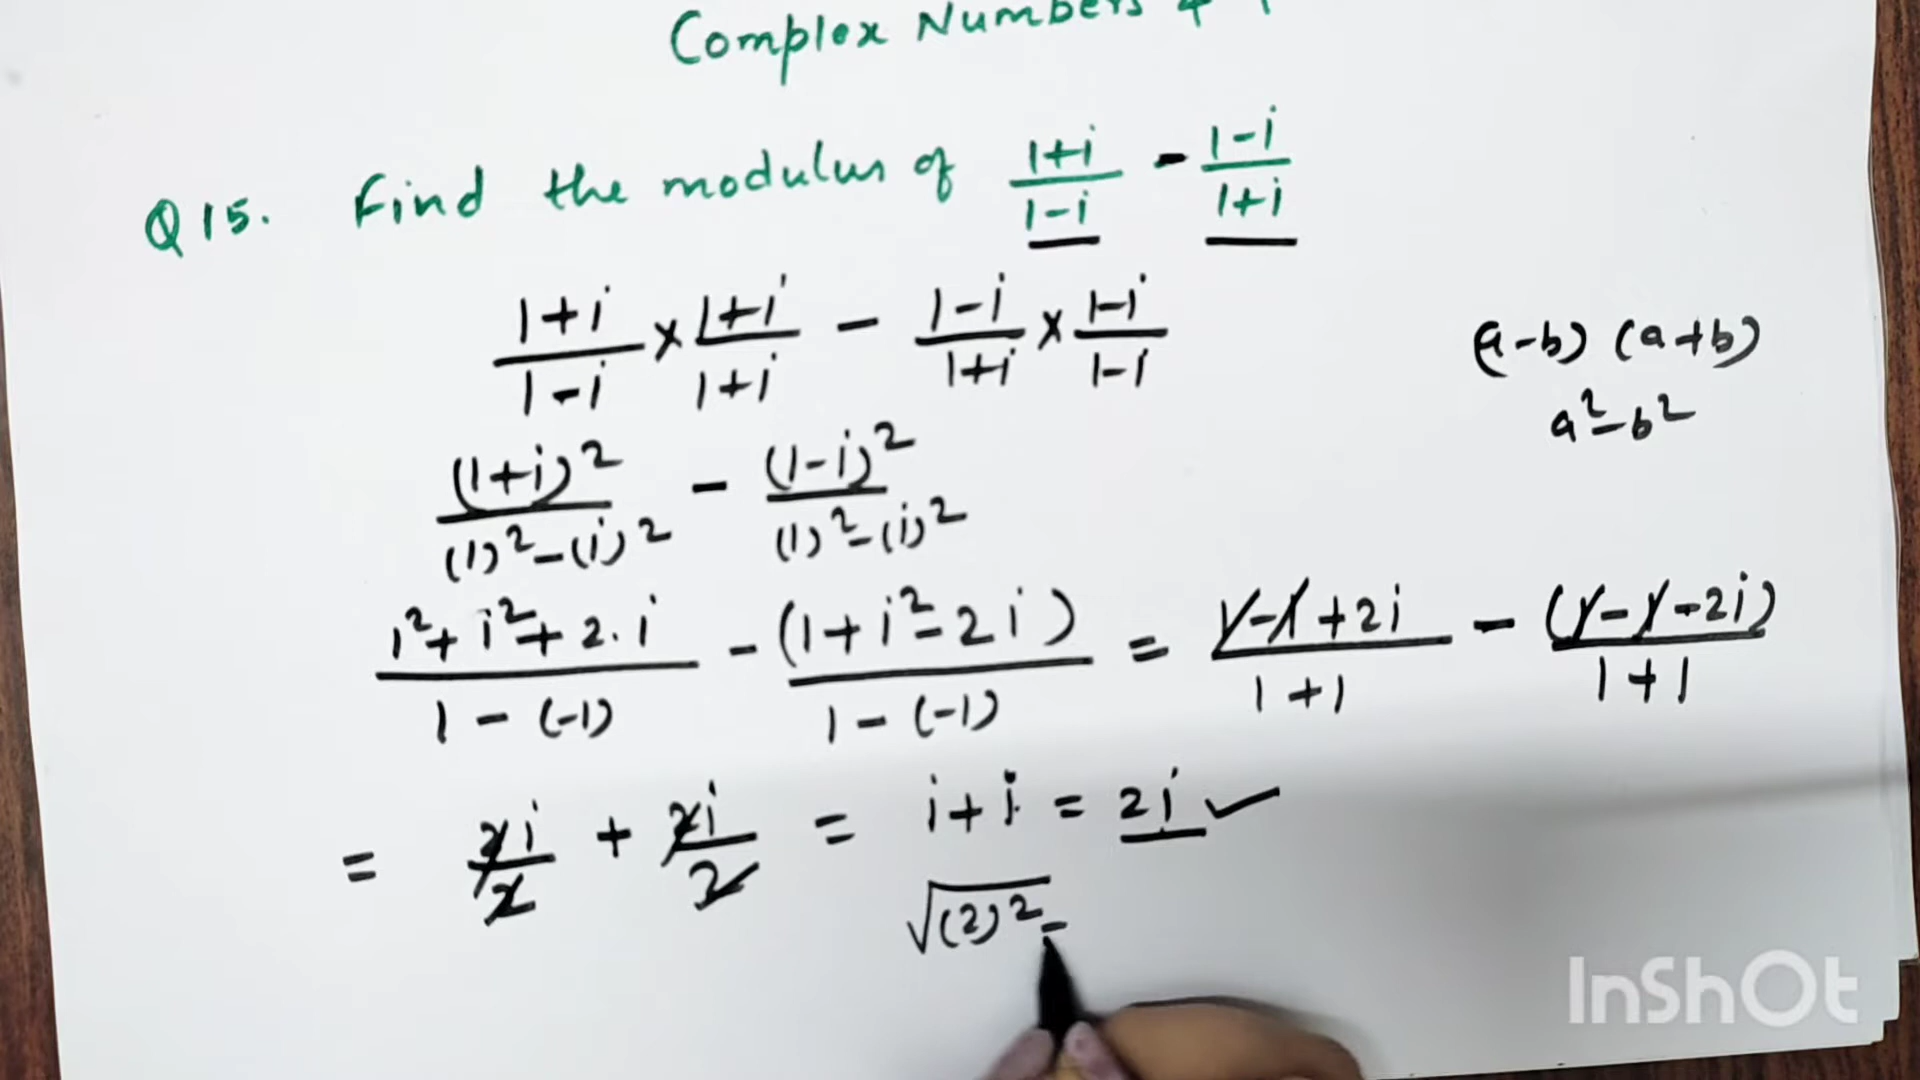 Complex Numbers &
Q15. Find the modulus of (1+i)/(1-i) - (1-i)/(1+i)
(1+i)/(1-i) × (1+i)/(1+i) - (1-i)/(1+i) × (1-i)/(1-i)
(a-b) (a+b)
a²-b²
(1+i)²/((1)²-(i)²) - (1-i)²/((1)²-(i)²)
(1²+i²+2.i)/(1-(-1)) - (1+i²-2i)/(1-(-1)) = (1-1+2i)/(1+1) - (1-1-2i)/(1+1)
= 2i/2 + 2i/2 = i+i = 2i ✓
√(2)² =
InShOt